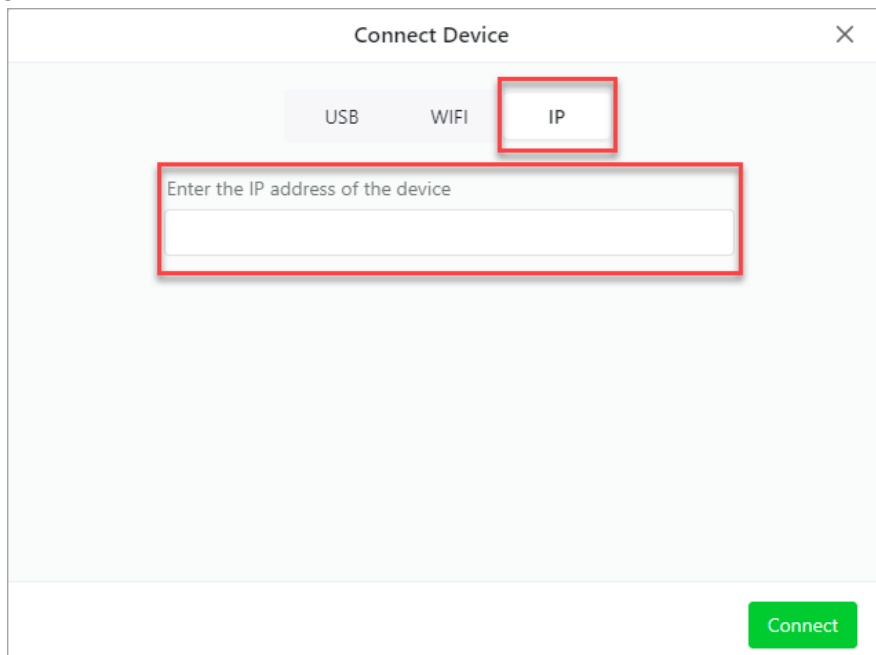 Connect Device
USB WIFI IP
Enter the IP address of the device
Connect